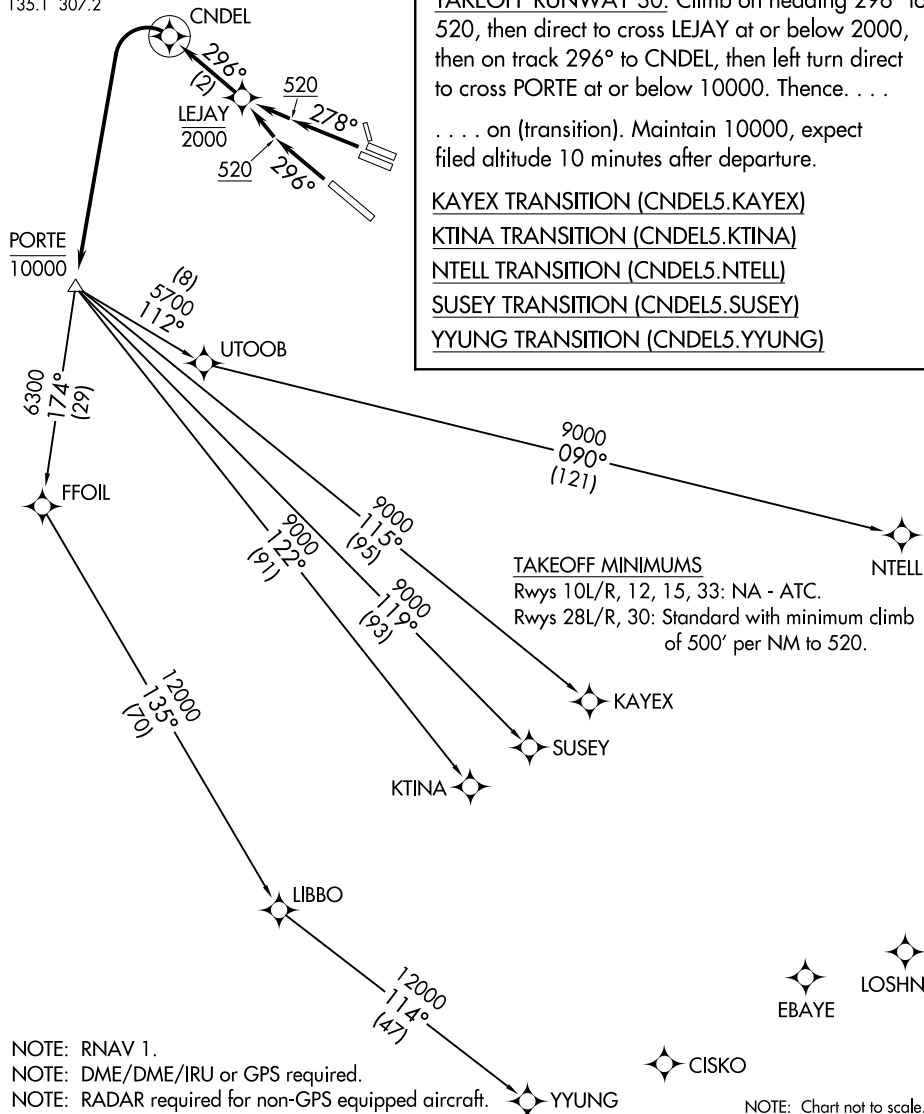 135.1 307.2
TAKEOFF RUNWAY 30: Climb on heading 296° to
520, then direct to cross LEJAY at or below 2000,
then on track 296° to CNDEL, then left turn direct
to cross PORTE at or below 10000. Thence. . . .
. . . . on (transition). Maintain 10000, expect
filed altitude 10 minutes after departure.
KAYEX TRANSITION (CNDEL5.KAYEX)
KTINA TRANSITION (CNDEL5.KTINA)
NTELL TRANSITION (CNDEL5.NTELL)
SUSEY TRANSITION (CNDEL5.SUSEY)
YYUNG TRANSITION (CNDEL5.YYUNG)
CNDEL
296°
(2)
LEJAY
2000
520
278°
520
296°
PORTE
10000
(8)
5700
112°
UTOOB
6300
174°
(29)
FFOIL
9000
090°
(121)
NTELL
9000
115°
(95)
9000
122°
(91)
9000
119°
(93)
TAKEOFF MINIMUMS
Rwys 10L/R, 12, 15, 33: NA - ATC.
Rwys 28L/R, 30: Standard with minimum climb
of 500' per NM to 520.
KAYEX
SUSEY
KTINA
12000
135°
(70)
LIBBO
12000
114°
(47)
LOSHN
EBAYE
CISKO
YYUNG
NOTE: RNAV 1.
NOTE: DME/DME/IRU or GPS required.
NOTE: RADAR required for non-GPS equipped aircraft.
NOTE: Chart not to scale.